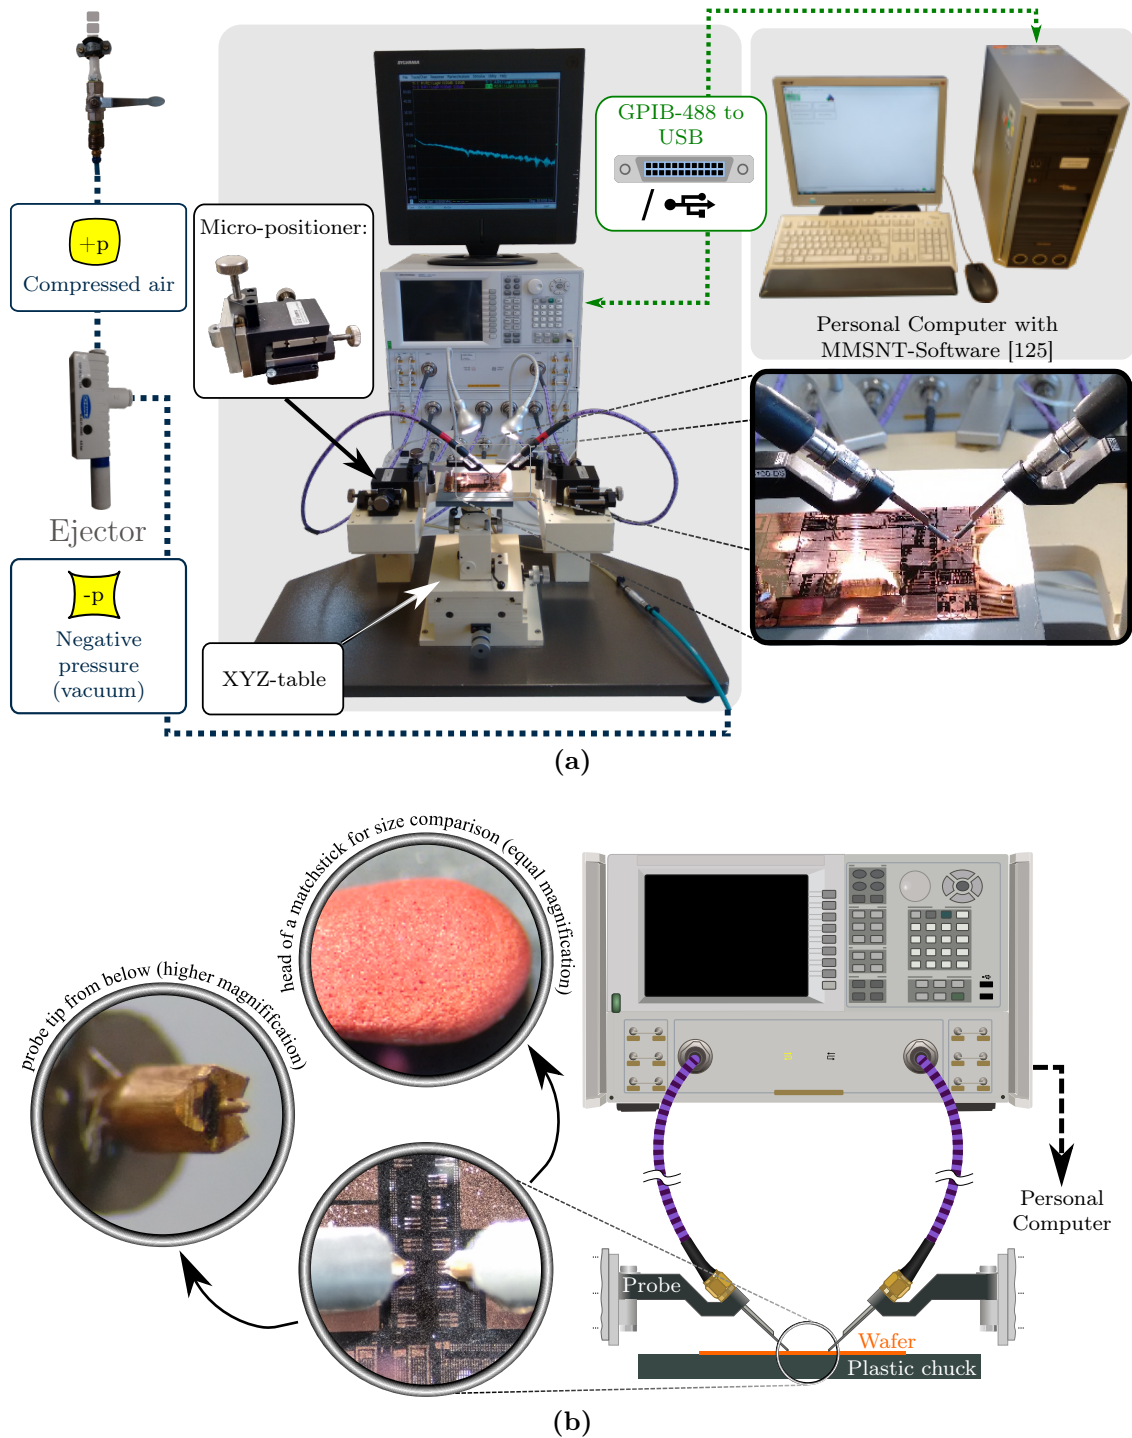 GPIB-488 to
USB
+p
Compressed air
Micro-positioner:
Personal Computer with
MMSNT-Software [125]
Ejector
-p
Negative
pressure
(vacuum)
XYZ-table
(a)
head of a matchstick for size comparison (equal magnification)
probe tip from below (higher magnififcation)
Personal
Computer
Probe
Wafer
Plastic chuck
(b)